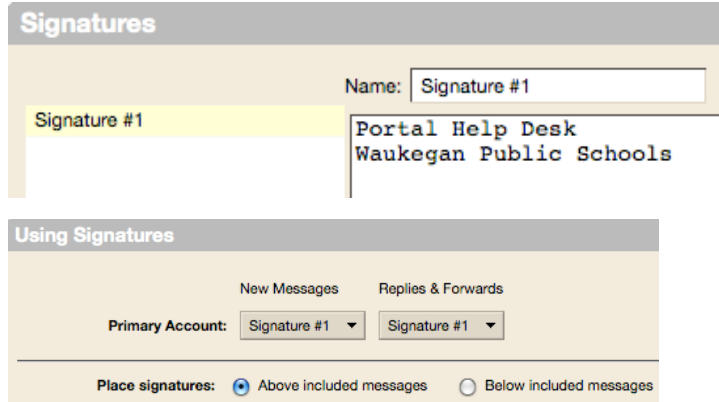 Signatures
Name: Signature #1
Signature #1
Portal Help Desk
Waukegan Public Schools
Using Signatures
New Messages Replies & Forwards
Primary Account: Signature #1 Signature #1
Place signatures: Above included messages Below included messages